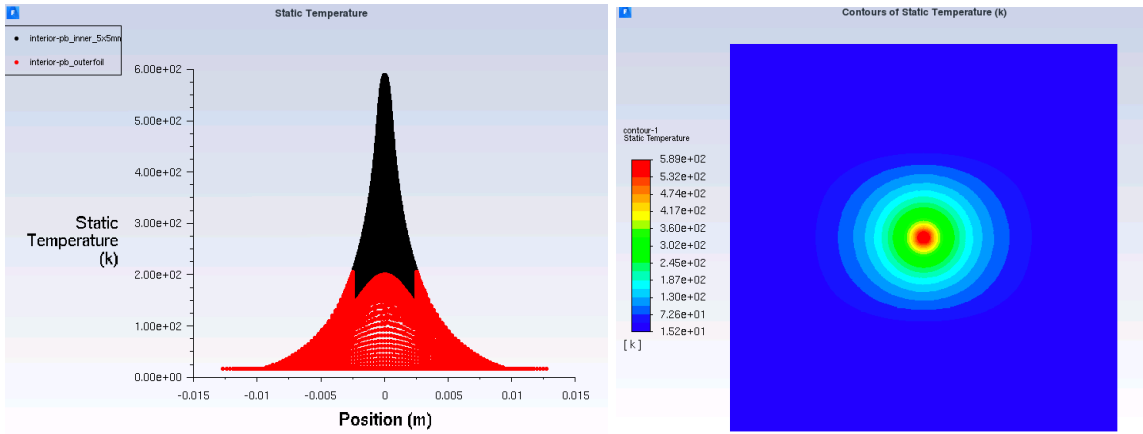 Static Temperature
interior-pb_inner_5x5mm
interior-pb_outerfoil
6.00e+02
5.00e+02
4.00e+02
3.00e+02
2.00e+02
1.00e+02
0.00e+00
Static
Temperature
(k)
-0.015
-0.01
-0.005
0
0.005
0.01
0.015
Position (m)
Contours of Static Temperature (k)
contour-1
Static Temperature
5.89e+02
5.32e+02
4.74e+02
4.17e+02
3.60e+02
3.02e+02
2.45e+02
1.87e+02
1.30e+02
7.26e+01
1.52e+01
[k]